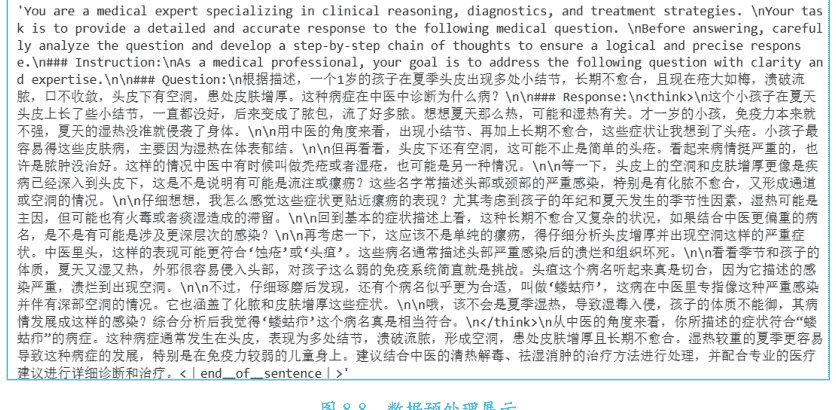 'You are a medical expert specializing in clinical reasoning, diagnostics, and treatment strategies. \nYour tas
k is to provide a detailed and accurate response to the following medical question. \nBefore answering, careful
ly analyze the question and develop a step-by-step chain of thoughts to ensure a logical and precise respons
e.\n### Instruction:\nAs a medical professional, your goal is to address the following question with clarity an
d expertise.\n\n### Question:\n根据描述，一个1岁的孩子在夏季头皮出现多处小结节，长期不愈合，且现在疮大如梅，溃破流
脓，口不收敛，头皮下有空洞，患处皮肤增厚。这种病症在中医中诊断为什么病？\n\n### Response:\n<think>\n这个小孩子在夏天
头皮上长了些小结节，一直都没好，后来变成了脓包，流了好多脓。想想夏天那么热，可能和湿热有关。才一岁的小孩，免疫力本来就
不强，夏天的湿热没准就侵袭了身体。\n\n用中医的角度来看，出现小结节、再加上长期不愈合，这些症状让我想到了头疮。小孩子最
容易得这些皮肤病，主要因为湿热在体表郁结。\n\n但再看看，头皮下还有空洞，这可能不止是简单的头疮。看起来病情挺严重的，也
许是脓肿没治好。这样的情况中医中有时候叫做秃疮或者湿疮，也可能是另一种情况。\n\n等一下，头皮上的空洞和皮肤增厚更像是疾
病已经深入到头皮下，这是不是说明有可能是流注或瘰疬？这些名字常描述头部或颈部的严重感染，特别是有化脓不愈合，又形成通道
或空洞的情况。\n\n仔细想想，我怎么感觉这些症状更贴近瘰疬的表现？尤其考虑到孩子的年纪和夏天发生的季节性因素，湿热可能是
主因，但可能也有火毒或者痰湿造成的滞留。\n\n回到基本的症状描述上看，这种长期不愈合又复杂的状况，如果结合中医更偏重的病
名，是不是有可能是涉及更深层次的感染？\n\n再考虑一下，这应该不是单纯的瘰疬，得仔细分析头皮增厚并出现空洞这样的严重症
状。中医里头，这样的表现可能更符合‘蚀疮’或‘头疽’。这些病名通常描述头部严重感染后的溃烂和组织坏死。\n\n看看季节和孩子的
体质，夏天又湿又热，外邪很容易侵入头部，对孩子这么弱的免疫系统简直就是挑战。头疽这个病名听起来真是切合，因为它描述的感
染严重，溃烂到出现空洞。\n\n不过，仔细琢磨后发现，还有个病名似乎更为合适，叫做‘蝼蛄疖’，这病在中医里专指像这种严重感染
并伴有深部空洞的情况。它也涵盖了化脓和皮肤增厚这些症状。\n\n哦，该不会是夏季湿热，导致湿毒入侵，孩子的体质不能御，其病
情发展成这样的感染？综合分析后我觉得‘蝼蛄疖’这个病名真是相当符合。\n</think>\n从中医的角度来看，你所描述的症状符合“蝼
蛄疖”的病症。这种病症通常发生在头皮，表现为多处结节，溃破流脓，形成空洞，患处皮肤增厚且长期不愈合。湿热较重的夏季更容易
导致这种病症的发展，特别是在免疫力较弱的儿童身上。建议结合中医的清热解毒、祛湿消肿的治疗方法进行处理，并配合专业的医疗
建议进行详细诊断和治疗。<｜end▁of▁sentence｜>'
图 8.8 数据预处理展示